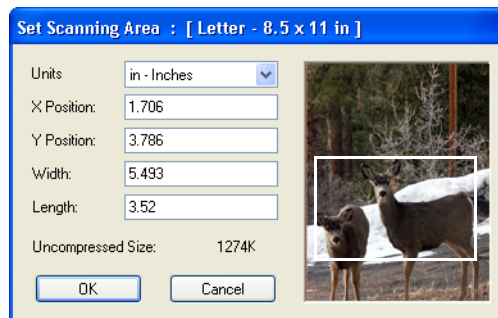 Set Scanning Area : [ Letter - 8.5 x 11 in ]
Units in - Inches
X Position: 1.706
Y Position: 3.786
Width: 5.493
Length: 3.52
Uncompressed Size: 1274K
OK Cancel